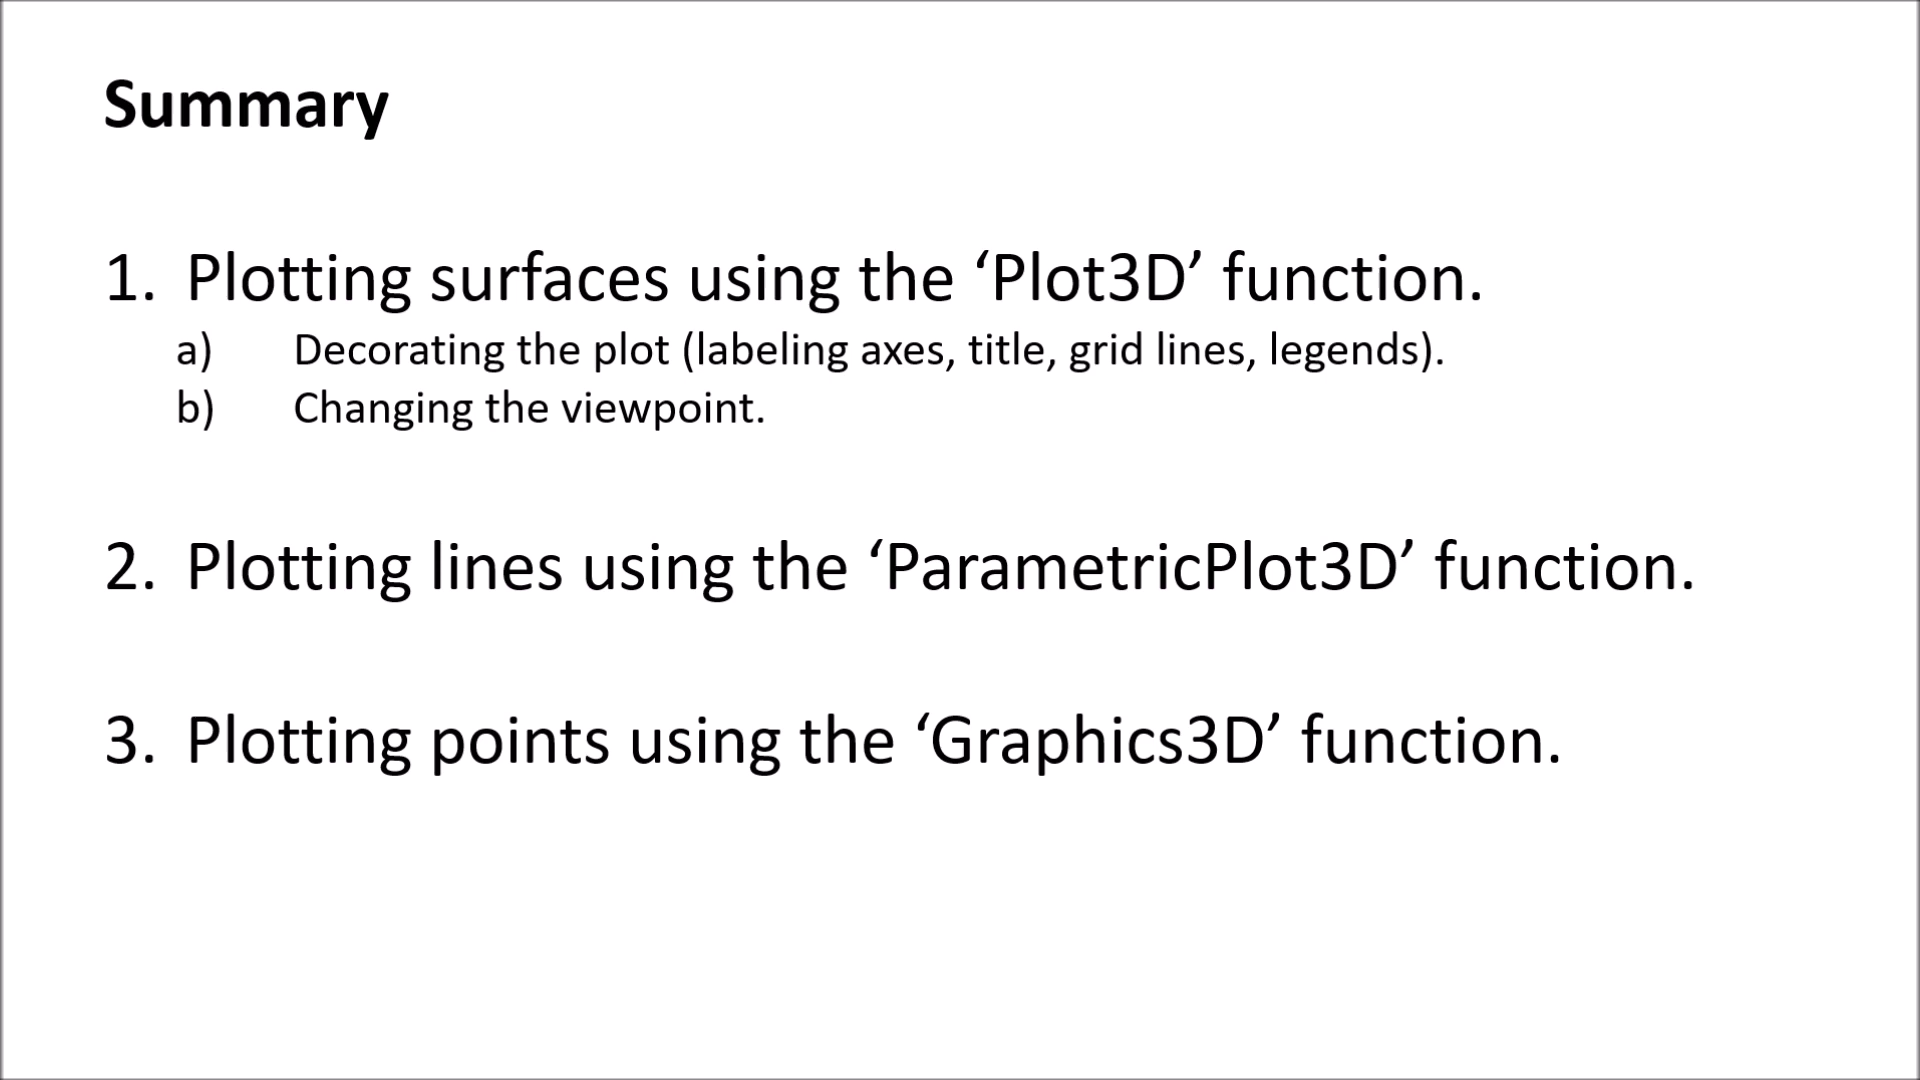 Summary
1. Plotting surfaces using the ‘Plot3D’ function.
a) Decorating the plot (labeling axes, title, grid lines, legends).
b) Changing the viewpoint.
2. Plotting lines using the ‘ParametricPlot3D’ function.
3. Plotting points using the ‘Graphics3D’ function.